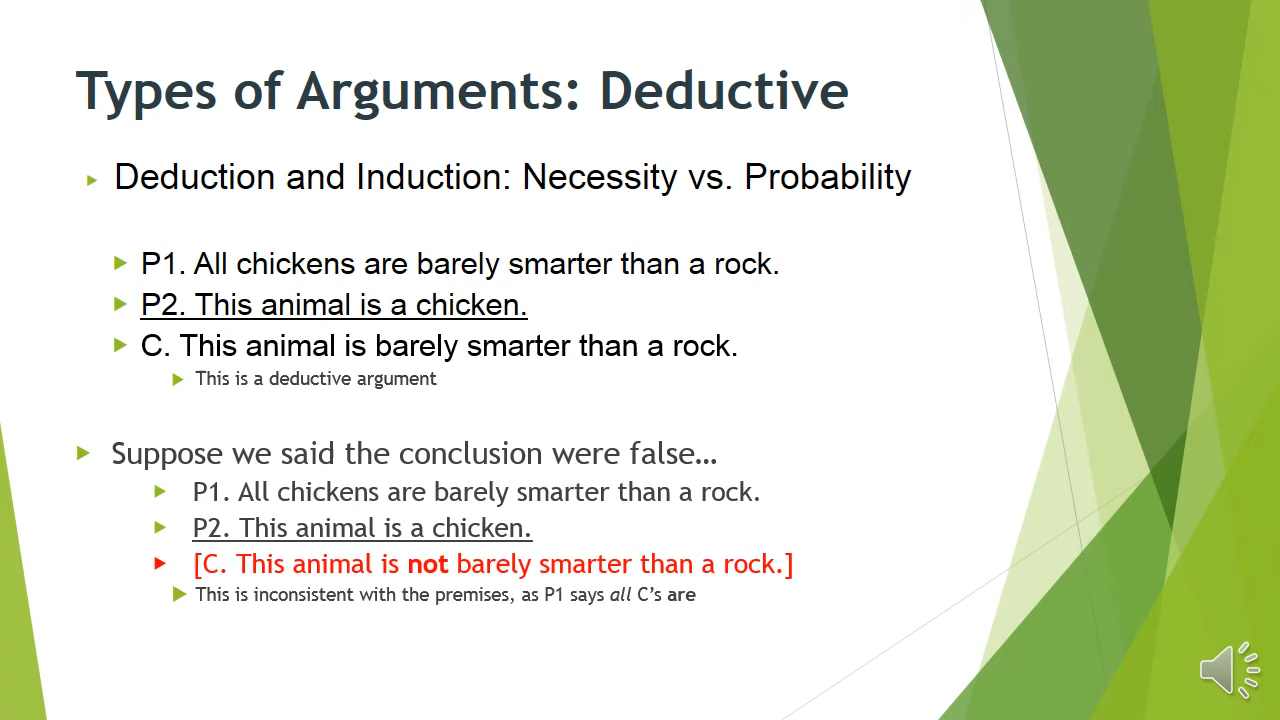 Types of Arguments: Deductive
Deduction and Induction: Necessity vs. Probability
P1. All chickens are barely smarter than a rock.
P2. This animal is a chicken.
C. This animal is barely smarter than a rock.
This is a deductive argument
Suppose we said the conclusion were false…
P1. All chickens are barely smarter than a rock.
P2. This animal is a chicken.
[C. This animal is not barely smarter than a rock.]
This is inconsistent with the premises, as P1 says all C’s are